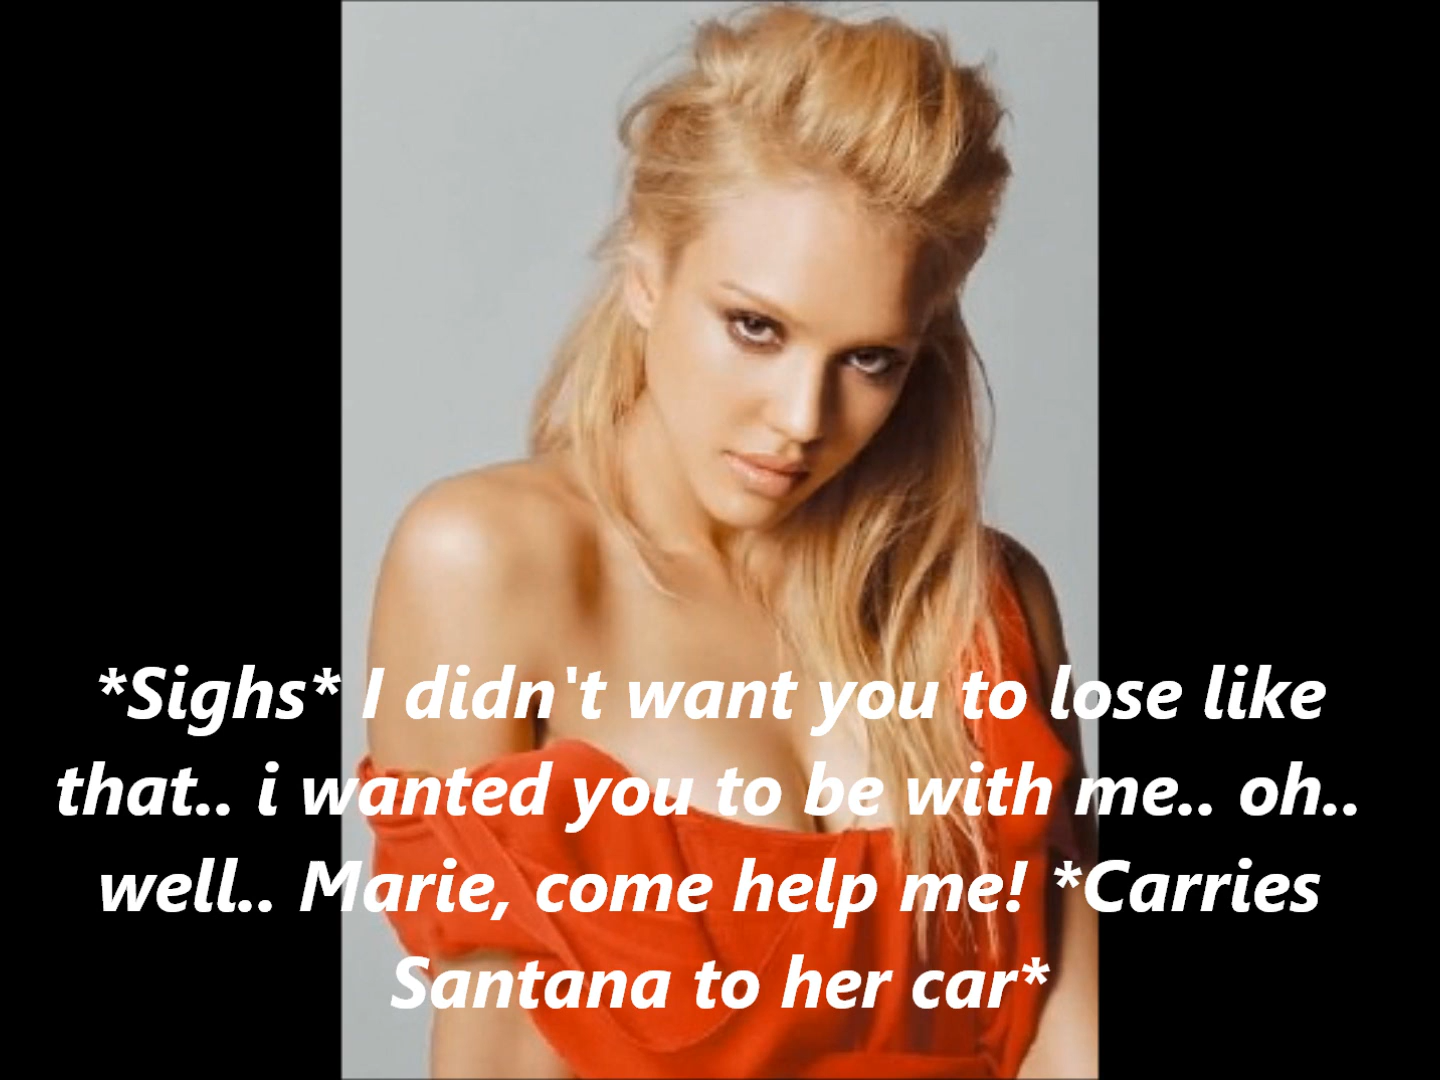 *Sighs* I didn't want you to lose like
that.. i wanted you to be with me.. oh..
well.. Marie, come help me! *Carries
Santana to her car*